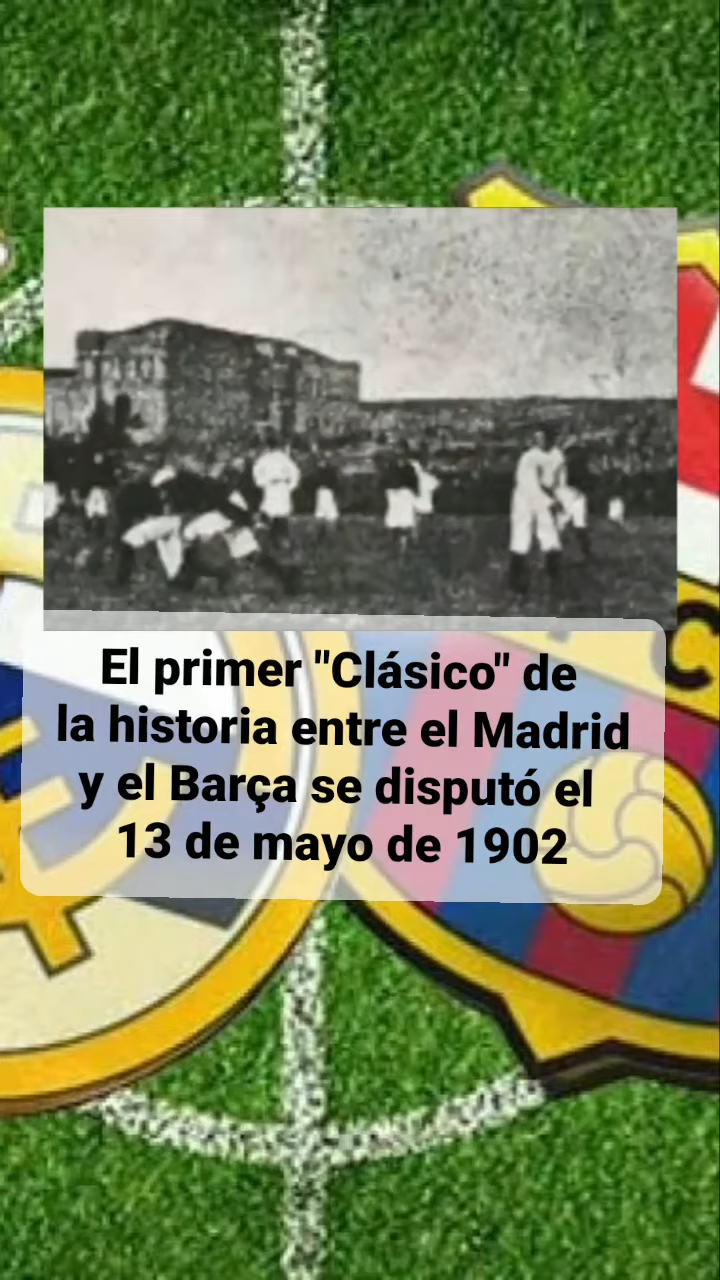 El primer "Clásico" de
la historia entre el Madrid
y el Barça se disputó el
13 de mayo de 1902
C